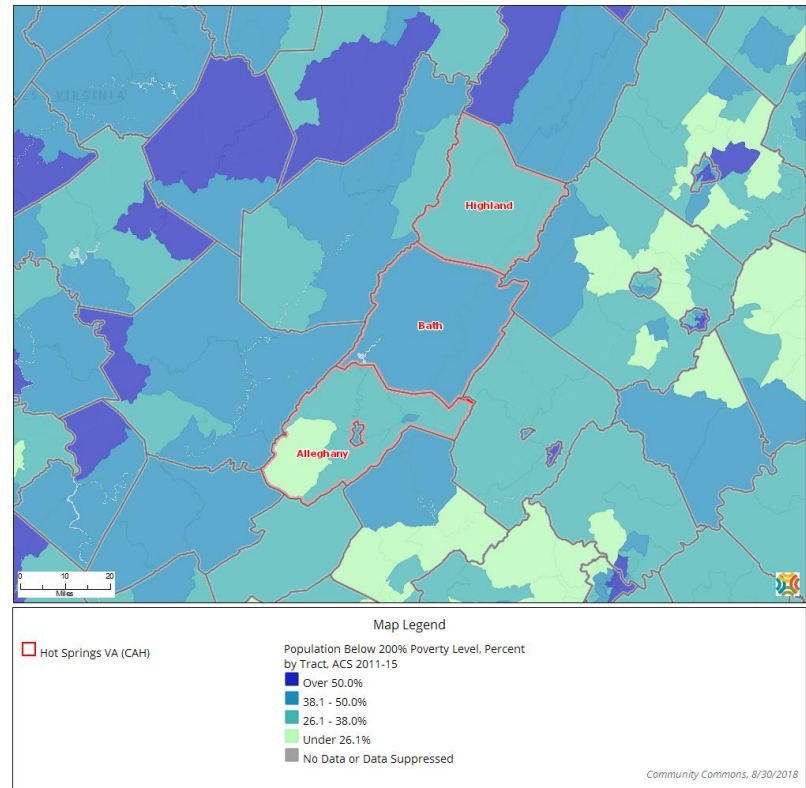 VIRGINIA
Highland
Bath
Alleghany
0 10 20
Miles
Map Legend
Hot Springs VA (CAH)
Population Below 200% Poverty Level, Percent
by Tract, ACS 2011-15
Over 50.0%
38.1 - 50.0%
26.1 - 38.0%
Under 26.1%
No Data or Data Suppressed
Community Commons, 8/30/2018